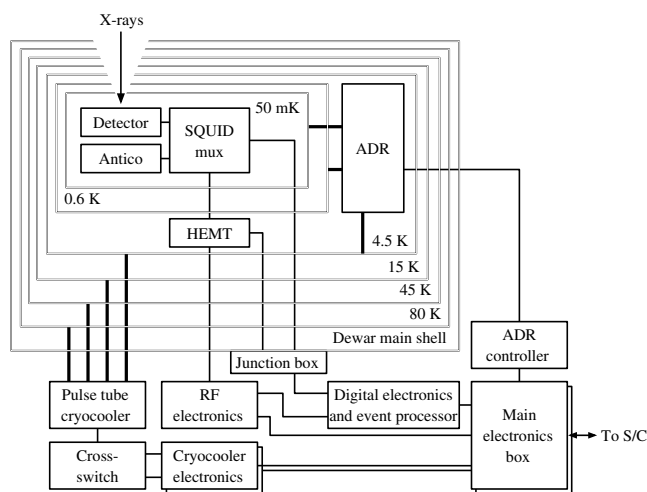 X-rays
Detector
Antico
SQUID
mux
50 mK
ADR
0.6 K
HEMT
4.5 K
15 K
45 K
80 K
Dewar main shell
Junction box
ADR
controller
Pulse tube
cryocooler
RF
electronics
Digital electronics
and event processor
Main
electronics
box
To S/C
Cross-
switch
Cryocooler
electronics